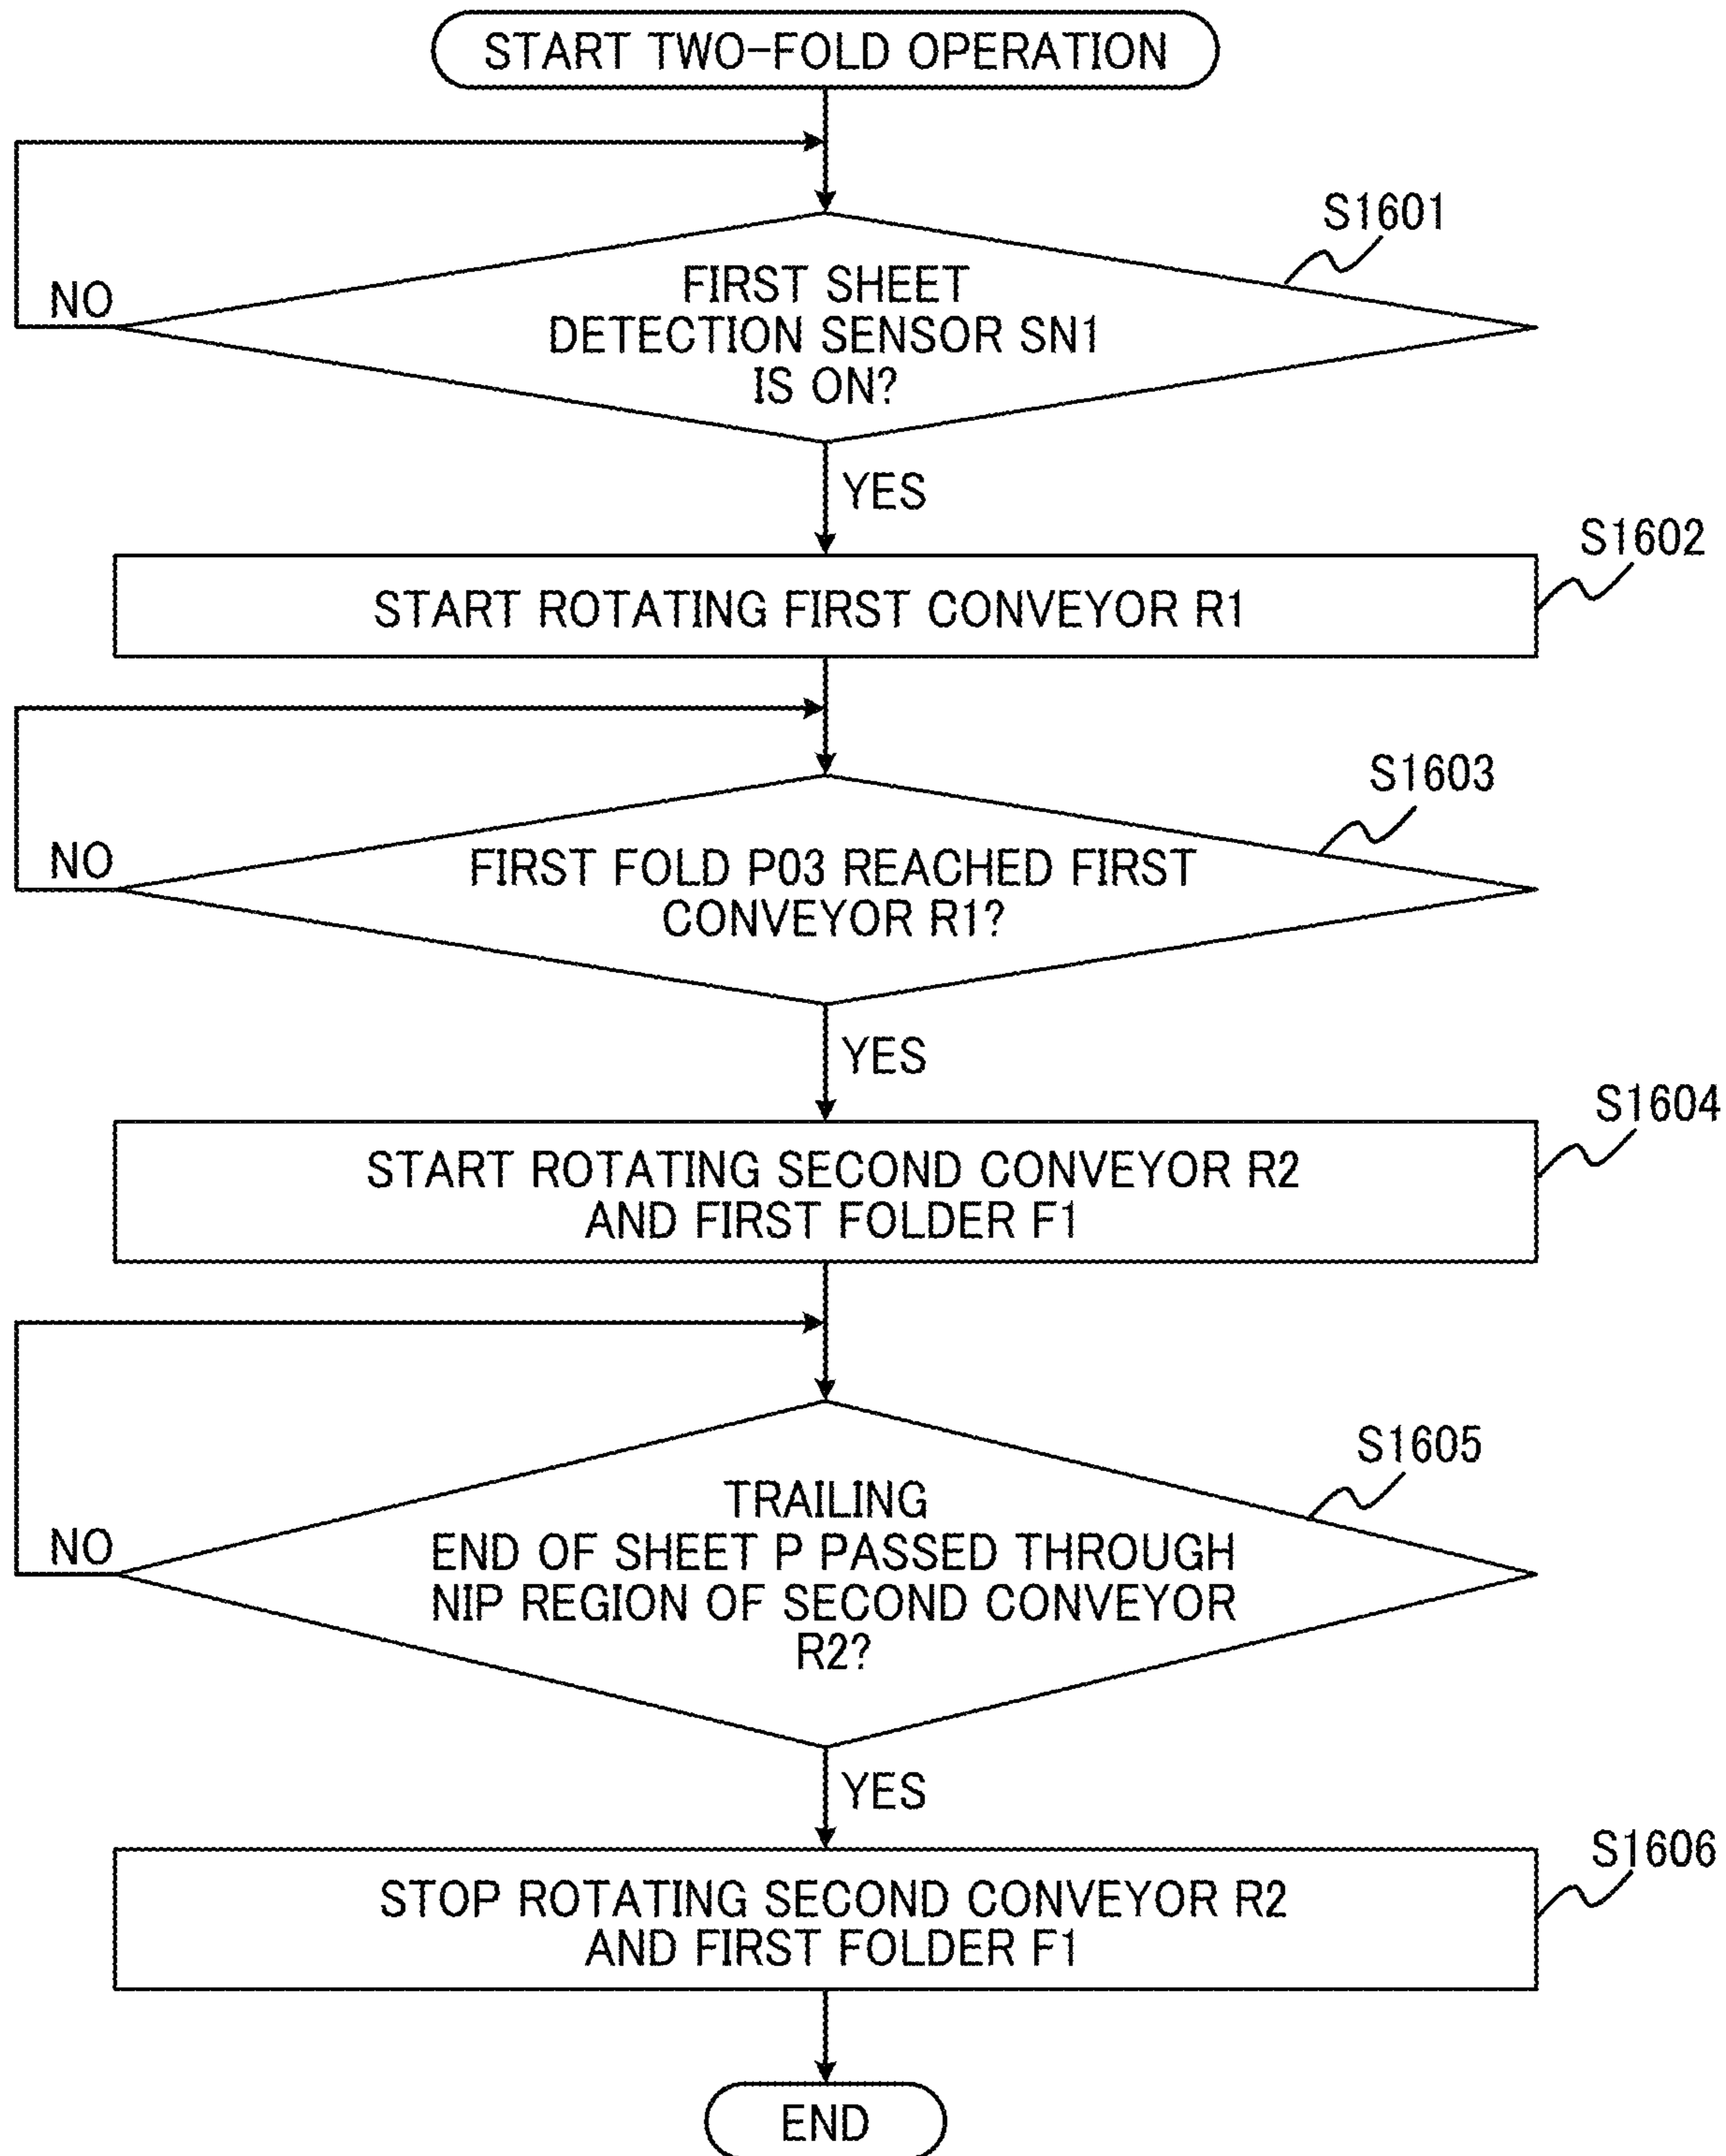 START TWO-FOLD OPERATION
S1601
FIRST SHEET
DETECTION SENSOR SN1
IS ON?
NO
YES
S1602
START ROTATING FIRST CONVEYOR R1
S1603
FIRST FOLD P03 REACHED FIRST
CONVEYOR R1?
NO
YES
S1604
START ROTATING SECOND CONVEYOR R2
AND FIRST FOLDER F1
S1605
TRAILING
END OF SHEET P PASSED THROUGH
NIP REGION OF SECOND CONVEYOR
R2?
NO
YES
S1606
STOP ROTATING SECOND CONVEYOR R2
AND FIRST FOLDER F1
END